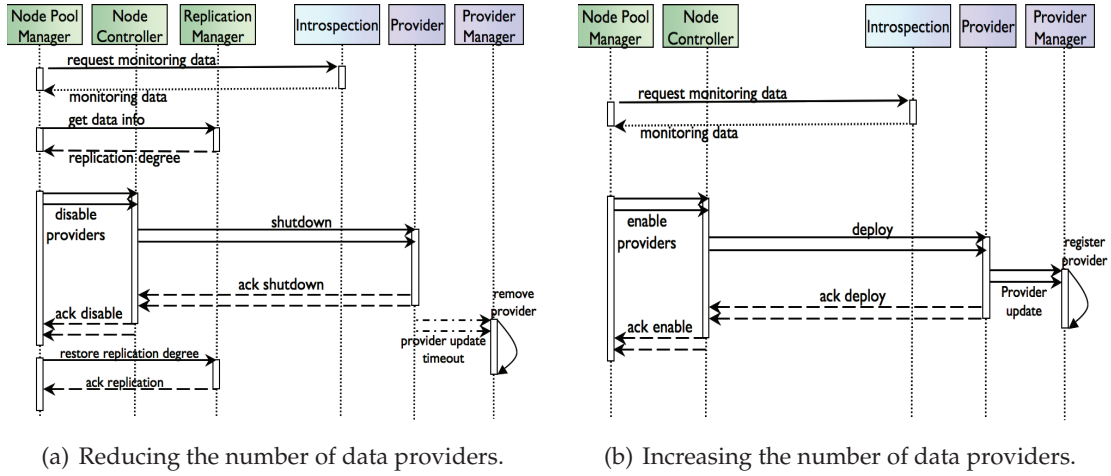 Node Pool
Manager
Node
Controller
Replication
Manager
Introspection
Provider
Provider
Manager
request monitoring data
monitoring data
get data info
replication degree
disable
providers
shutdown
ack shutdown
remove
provider
ack disable
provider update
timeout
restore replication degree
ack replication
(a) Reducing the number of data providers.
Node Pool
Manager
Node
Controller
Introspection
Provider
Provider
Manager
request monitoring data
monitoring data
enable
providers
deploy
register
provider
Provider
update
ack deploy
ack enable
(b) Increasing the number of data providers.